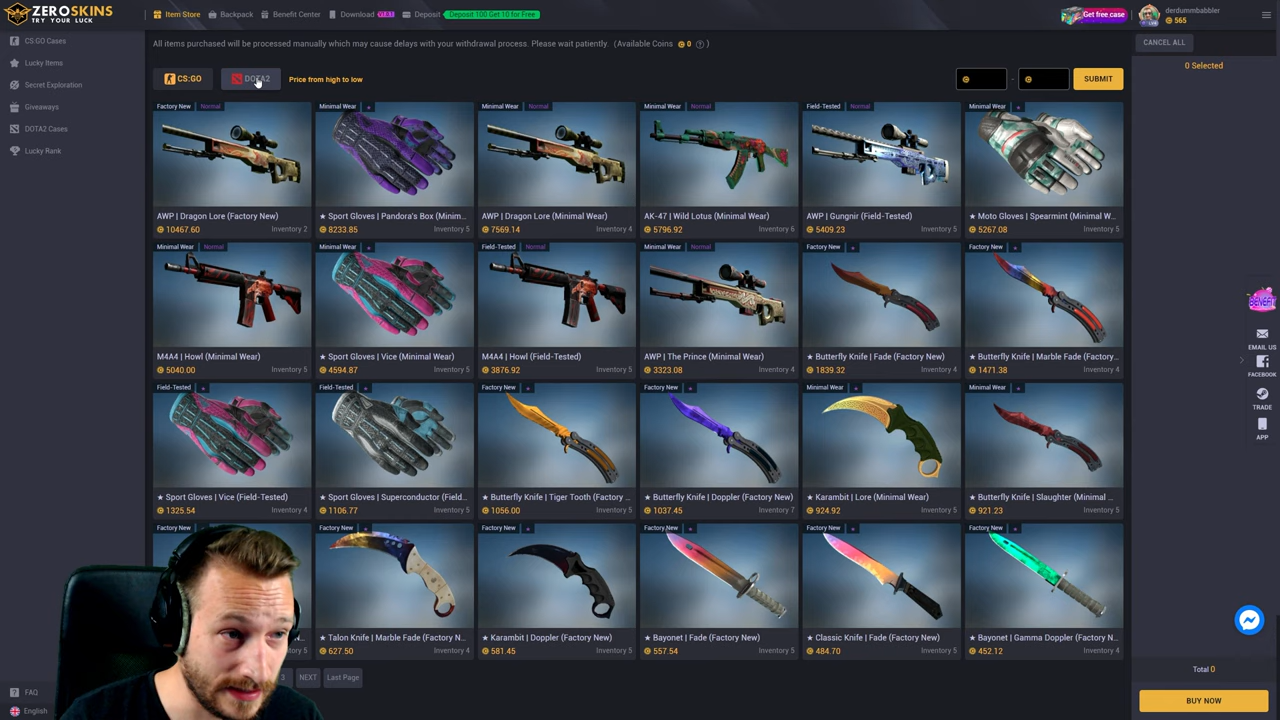 ZEROSKINS
TRY YOUR LUCK
Item Store
Backpack
Benefit Center
Download V1.6.1
Deposit
Deposit 100 Get 10 for Free
Get free case
derdummbabbler
565
CS:GO Cases
Lucky Items
Secret Exploration
Giveaways
DOTA2 Cases
Lucky Rank
FAQ
English
All items purchased will be processed manually which may cause delays with your withdrawal process. Please wait patiently (Available Coins 0 ? )
CS:GO
DOTA2
Price from high to low
-
SUBMIT
Factory New Normal
AWP | Dragon Lore (Factory New)
10467.60 Inventory 2
Minimal Wear ★
★ Sport Gloves | Pandora's Box (Minim...
8233.85 Inventory 5
Minimal Wear Normal
AWP | Dragon Lore (Minimal Wear)
7569.14 Inventory 4
Minimal Wear Normal
AK-47 | Wild Lotus (Minimal Wear)
5796.92 Inventory 6
Field-Tested Normal
AWP | Gungnir (Field-Tested)
5409.23 Inventory 5
Minimal Wear ★
★ Moto Gloves | Spearmint (Minimal W...
5267.08 Inventory 5
Minimal Wear Normal
M4A4 | Howl (Minimal Wear)
5040.00 Inventory 5
Minimal Wear ★
★ Sport Gloves | Vice (Minimal Wear)
4594.87 Inventory 5
Field-Tested Normal
M4A4 | Howl (Field-Tested)
3876.92 Inventory 5
Minimal Wear Normal
AWP | The Prince (Minimal Wear)
3323.08 Inventory 4
Factory New ★
★ Butterfly Knife | Fade (Factory New)
1839.32 Inventory 4
Factory New ★
★ Butterfly Knife | Marble Fade (Factory...
1471.38 Inventory 4
Field-Tested ★
★ Sport Gloves | Vice (Field-Tested)
1325.54 Inventory 4
Field-Tested ★
★ Sport Gloves | Superconductor (Field...
1106.77 Inventory 5
Factory New ★
★ Butterfly Knife | Tiger Tooth (Factory ...
1056.00 Inventory 5
Factory New ★
★ Butterfly Knife | Doppler (Factory New)
1037.45 Inventory 7
Minimal Wear ★
★ Karambit | Lore (Minimal Wear)
924.92 Inventory 5
Minimal Wear ★
★ Butterfly Knife | Slaughter (Minimal ...
921.23 Inventory 5
Factory New ★
Factory New ★
★ Talon Knife | Marble Fade (Factory N...
627.50 Inventory 4
Factory New ★
★ Karambit | Doppler (Factory New)
581.45 Inventory 5
Factory New ★
★ Bayonet | Fade (Factory New)
557.54 Inventory 5
Factory New ★
★ Classic Knife | Fade (Factory New)
484.70 Inventory 5
Factory New ★
★ Bayonet | Gamma Doppler (Factory N...
452.12 Inventory 4
3
NEXT
Last Page
CANCEL ALL
0 Selected
BENEFIT
EMAIL US
FACEBOOK
TRADE
APP
Total 0
BUY NOW